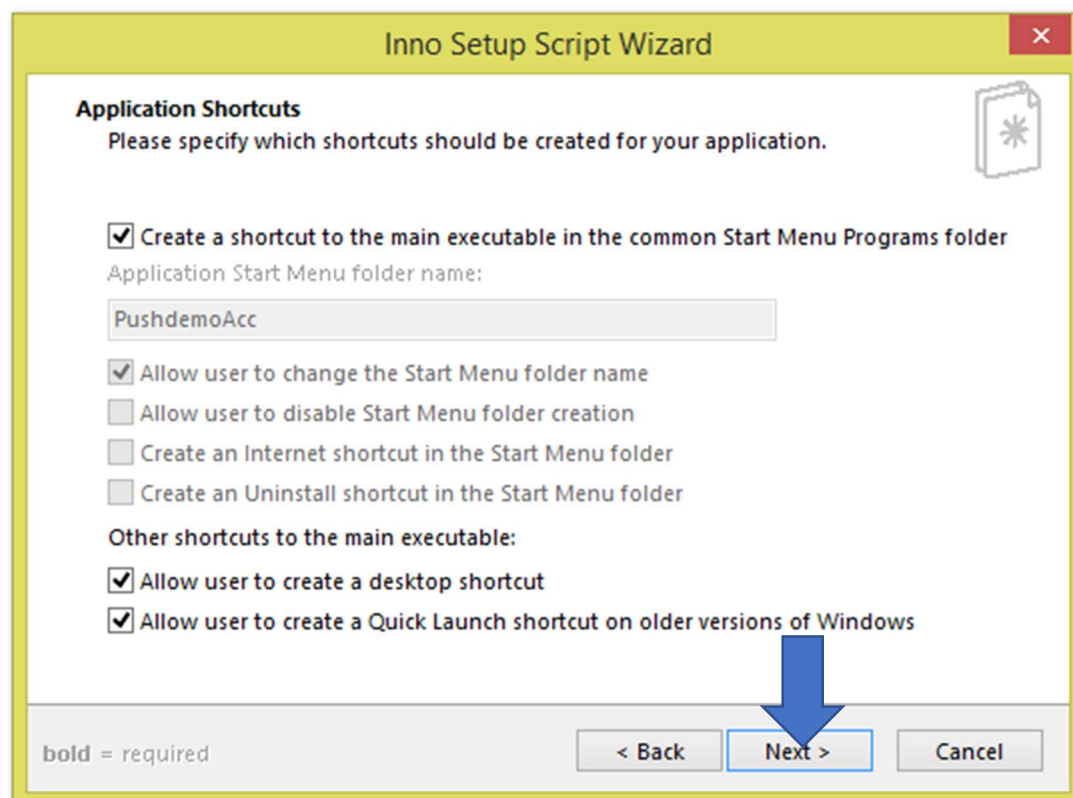 Inno Setup Script Wizard
Application Shortcuts
Please specify which shortcuts should be created for your application.
Create a shortcut to the main executable in the common Start Menu Programs folder
Application Start Menu folder name:
PushdemoAcc
Allow user to change the Start Menu folder name
Allow user to disable Start Menu folder creation
Create an Internet shortcut in the Start Menu folder
Create an Uninstall shortcut in the Start Menu folder
Other shortcuts to the main executable:
Allow user to create a desktop shortcut
Allow user to create a Quick Launch shortcut on older versions of Windows
bold = required
< Back
Next >
Cancel